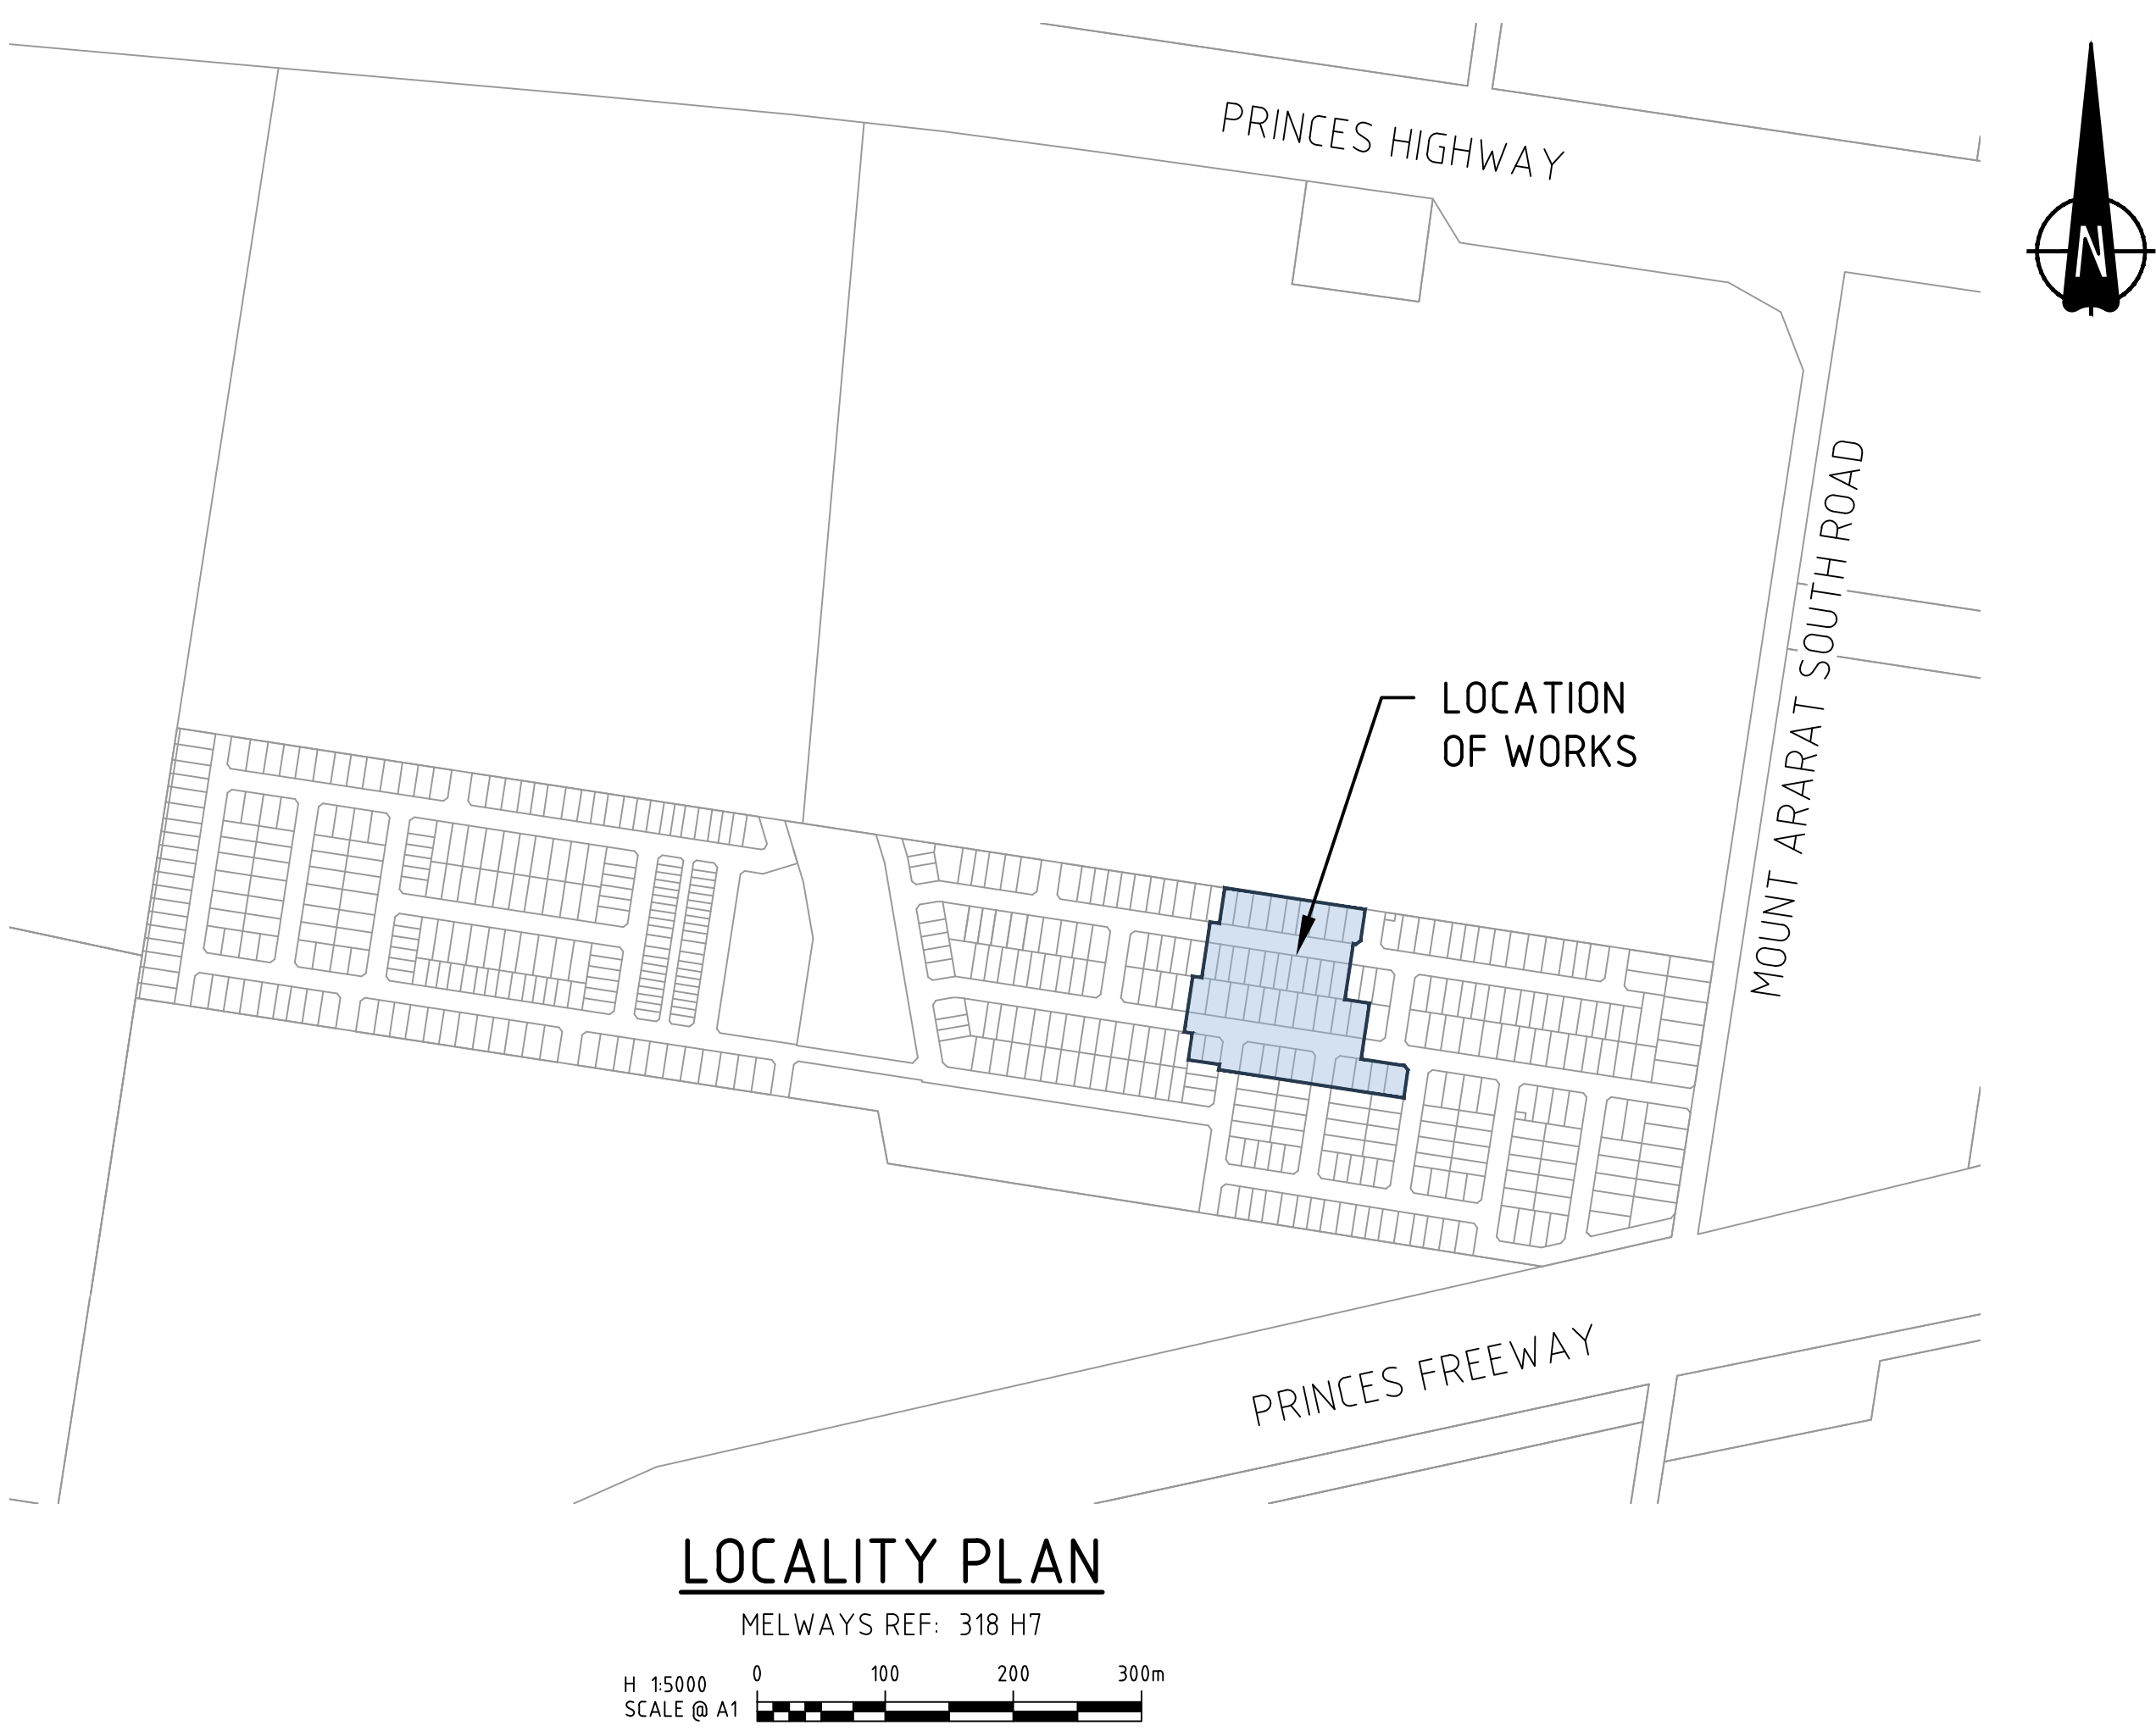 PRINCES HIGHWAY
N
MOUNT ARARAT SOUTH ROAD
LOCATION
OF WORKS
PRINCES FREEWAY
LOCALITY PLAN
MELWAYS REF: 318 H7
0 100 200 300m
H 1:5000
SCALE @ A1